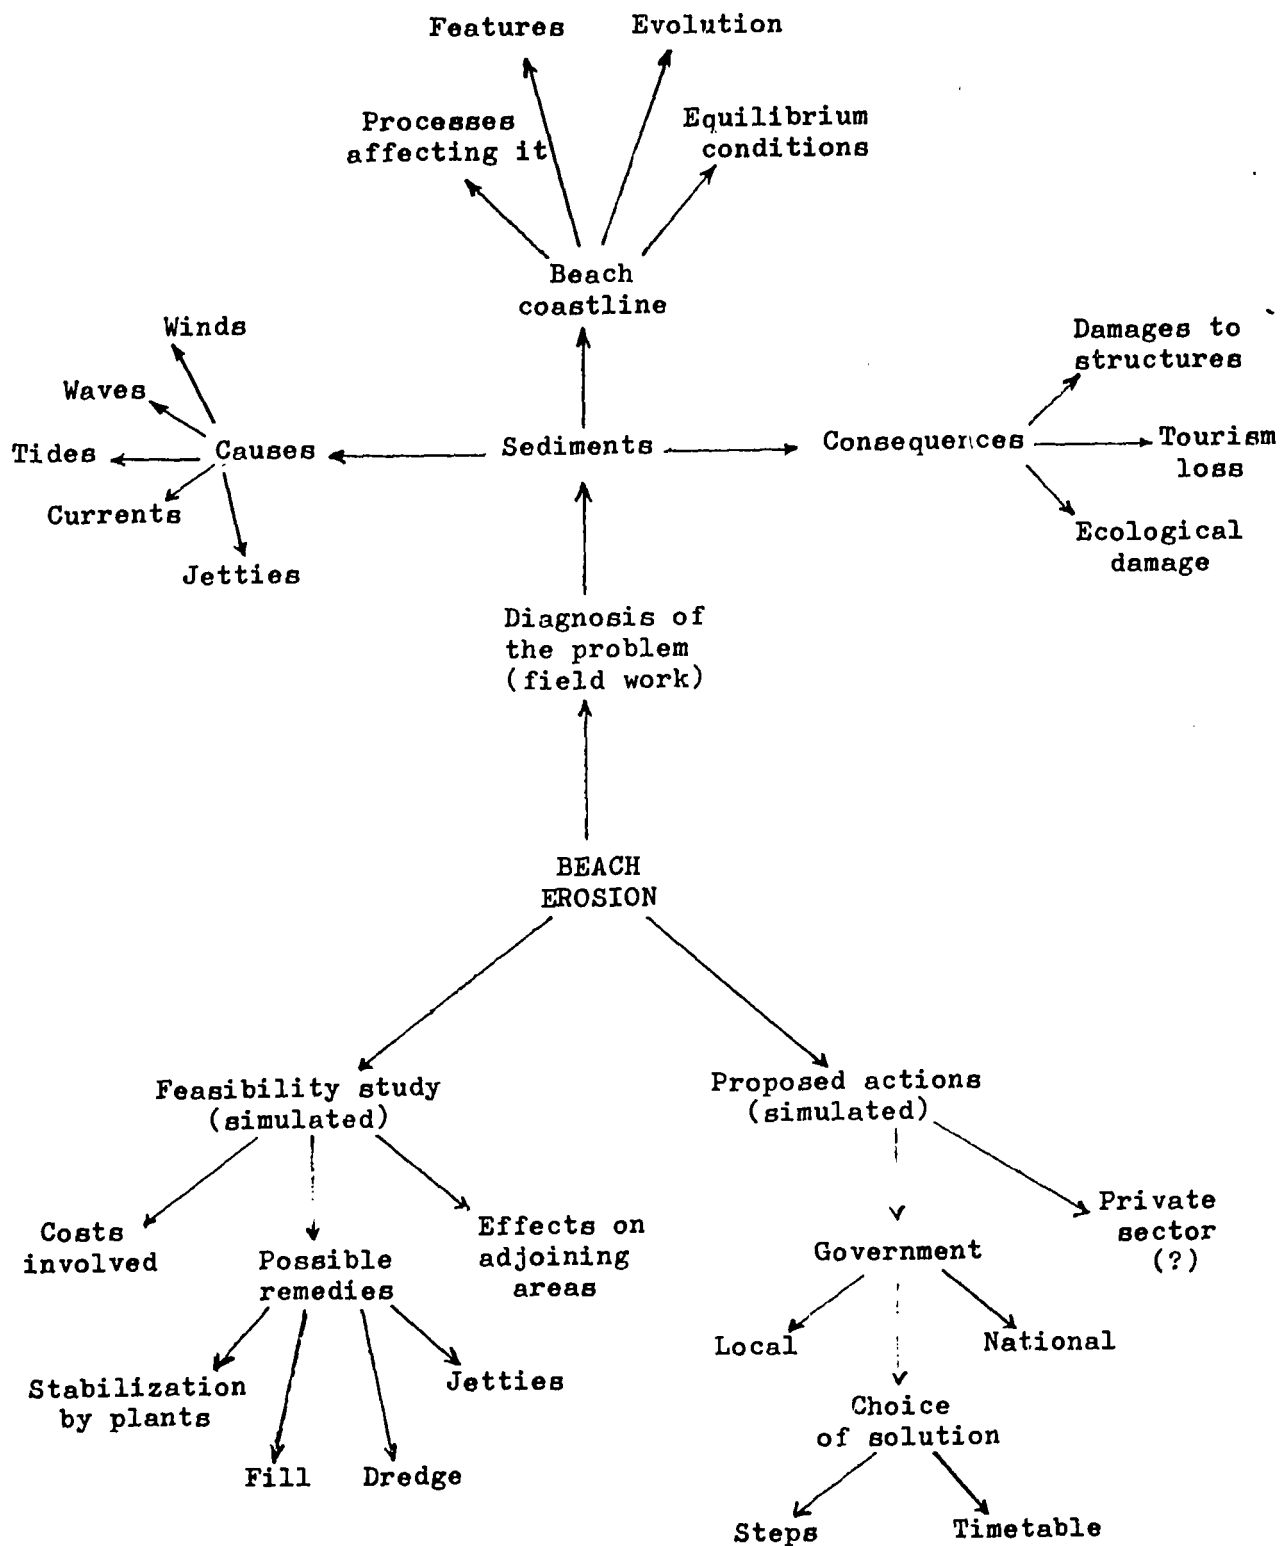 Features
Evolution
Processes
affecting it
Equilibrium
conditions
Beach
coastline
Winds
Waves
Tides
Currents
Jetties
Causes
Sediments
Consequences
Damages to
structures
Tourism
loss
Ecological
damage
Diagnosis of
the problem
(field work)
BEACH
EROSION
Feasibility study
(simulated)
Proposed actions
(simulated)
Costs
involved
Possible
remedies
Effects on
adjoining
areas
Government
Private
sector
(?)
Local
National
Stabilization
by plants
Fill
Dredge
Jetties
Choice
of solution
Steps
Timetable